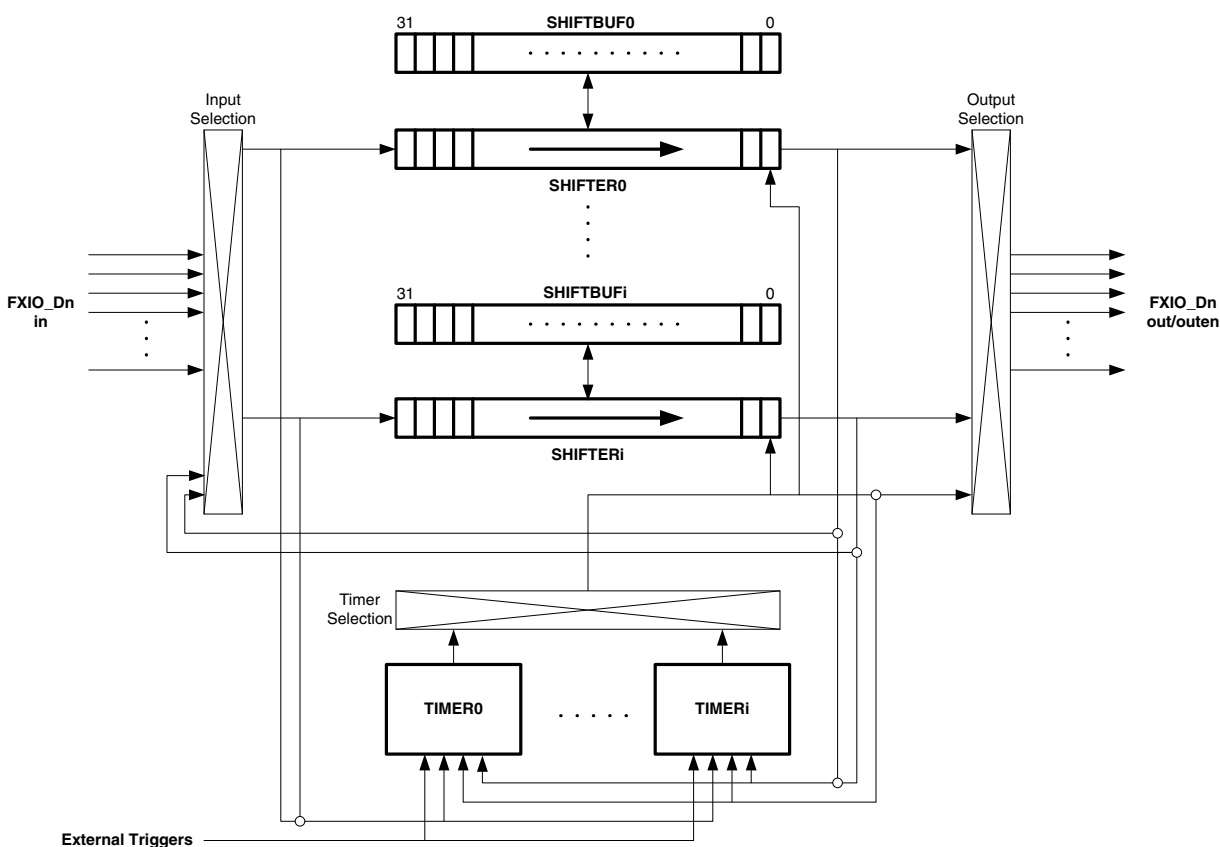 31
SHIFTBUF0
0
Input
Selection
Output
Selection
SHIFTER0
31
SHIFTBUFi
0
FXIO_Dn
in
FXIO_Dn
out/outen
SHIFTERi
Timer
Selection
TIMER0
TIMERi
External Triggers